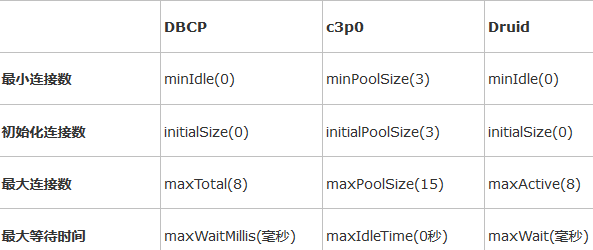 DBCP c3p0 Druid
最小连接数 minIdle(0) minPoolSize(3) minIdle(0)
初始化连接数 initialSize(0) initialPoolSize(3) initialSize(0)
最大连接数 maxTotal(8) maxPoolSize(15) maxActive(8)
最大等待时间 maxWaitMillis(毫秒) maxIdleTime(0秒) maxWait(毫秒)